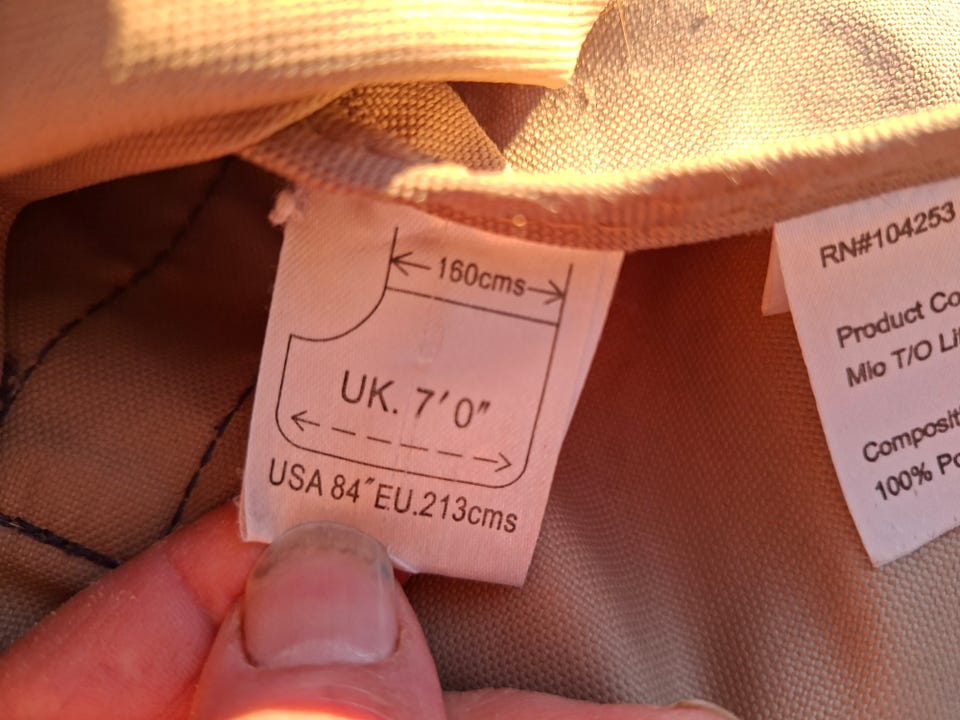 160cms
UK. 7'0"
USA 84"EU.213cms
RN#104253
Product Co
Mio T/O Li
Composit
100% Po